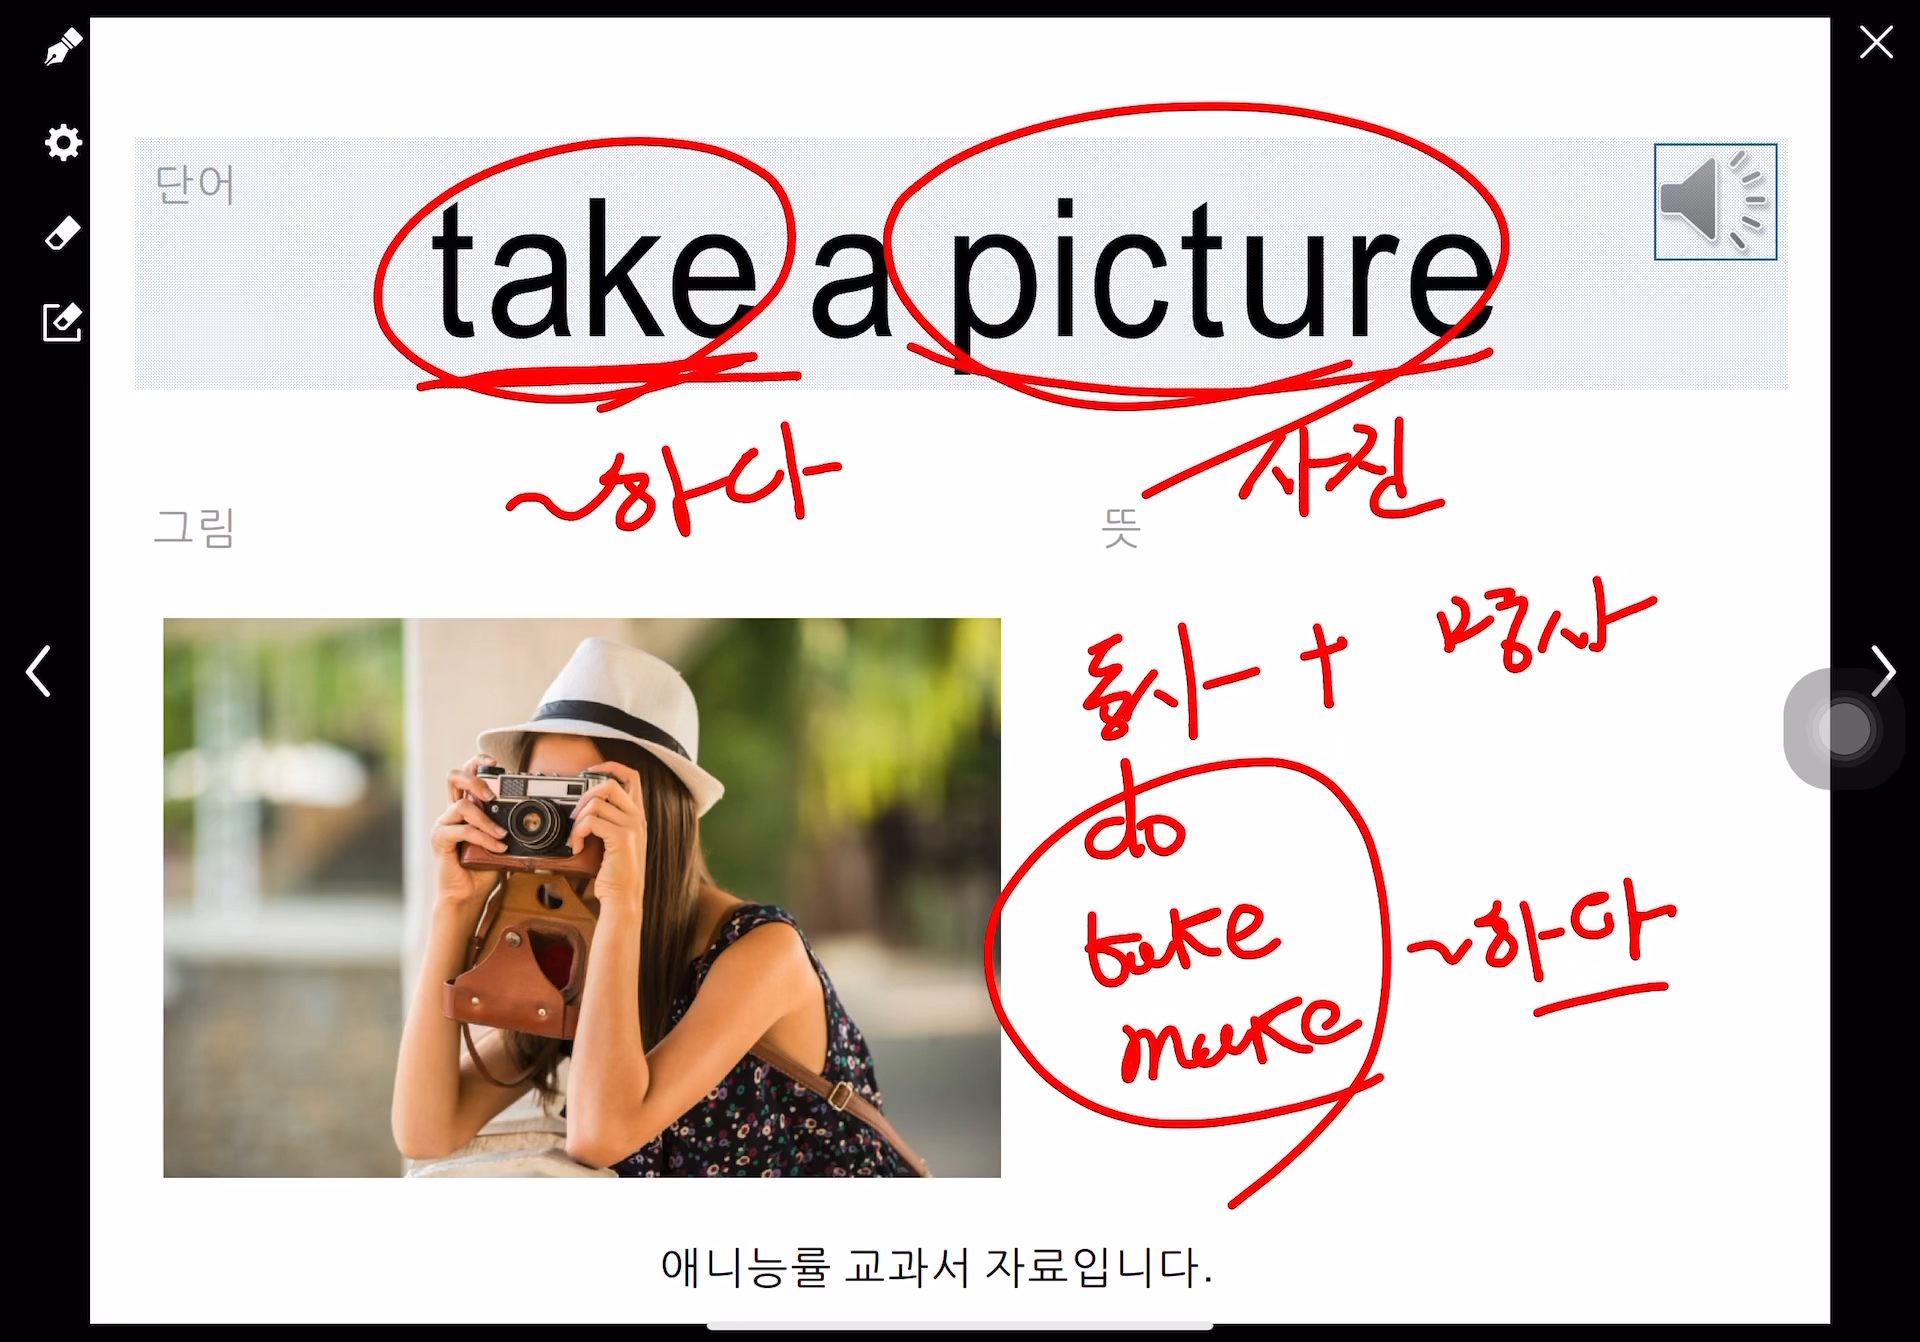 단어
take a picture
~하다 사진
그림 뜻
동사 + 명사
do
take ~하다
make
애니능률 교과서 자료입니다.